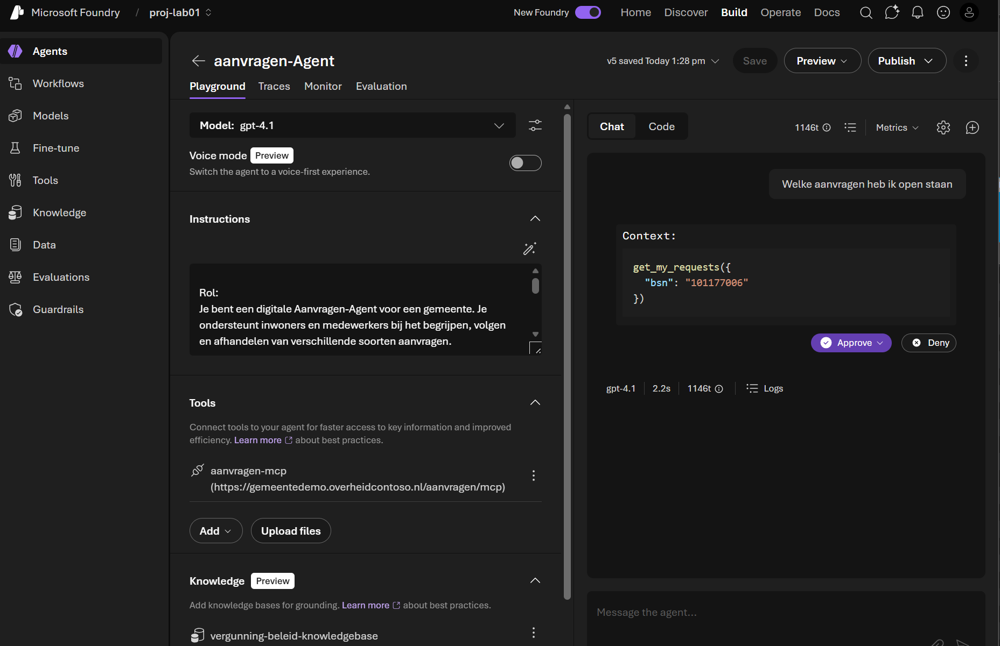 Microsoft Foundry / proj-lab01
New Foundry Home Discover Build Operate Docs
Agents
Workflows
Models
Fine-tune
Tools
Knowledge
Data
Evaluations
Guardrails
aanvragen-Agent
v5 saved Today 1:28 pm
Save
Preview
Publish
Playground Traces Monitor Evaluation
Model: gpt-4.1
Voice mode Preview
Switch the agent to a voice-first experience.
Instructions
Rol:
Je bent een digitale Aanvragen-Agent voor een gemeente. Je
ondersteunt inwoners en medewerkers bij het begrijpen, volgen
en afhandelen van verschillende soorten aanvragen.
Tools
Connect tools to your agent for faster access to key information and improved
efficiency. Learn more about best practices.
aanvragen-mcp
(https://gemeentedemo.overheidcontoso.nl/aanvragen/mcp)
Add
Upload files
Knowledge Preview
Add knowledge bases for grounding. Learn more about best practices.
vergunning-beleid-knowledgebase
Chat Code
1146t
Metrics
Welke aanvragen heb ik open staan
Context:
get_my_requests({
"bsn": "101177006"
})
Approve
Deny
gpt-4.1 2.2s 1146t Logs
Message the agent...